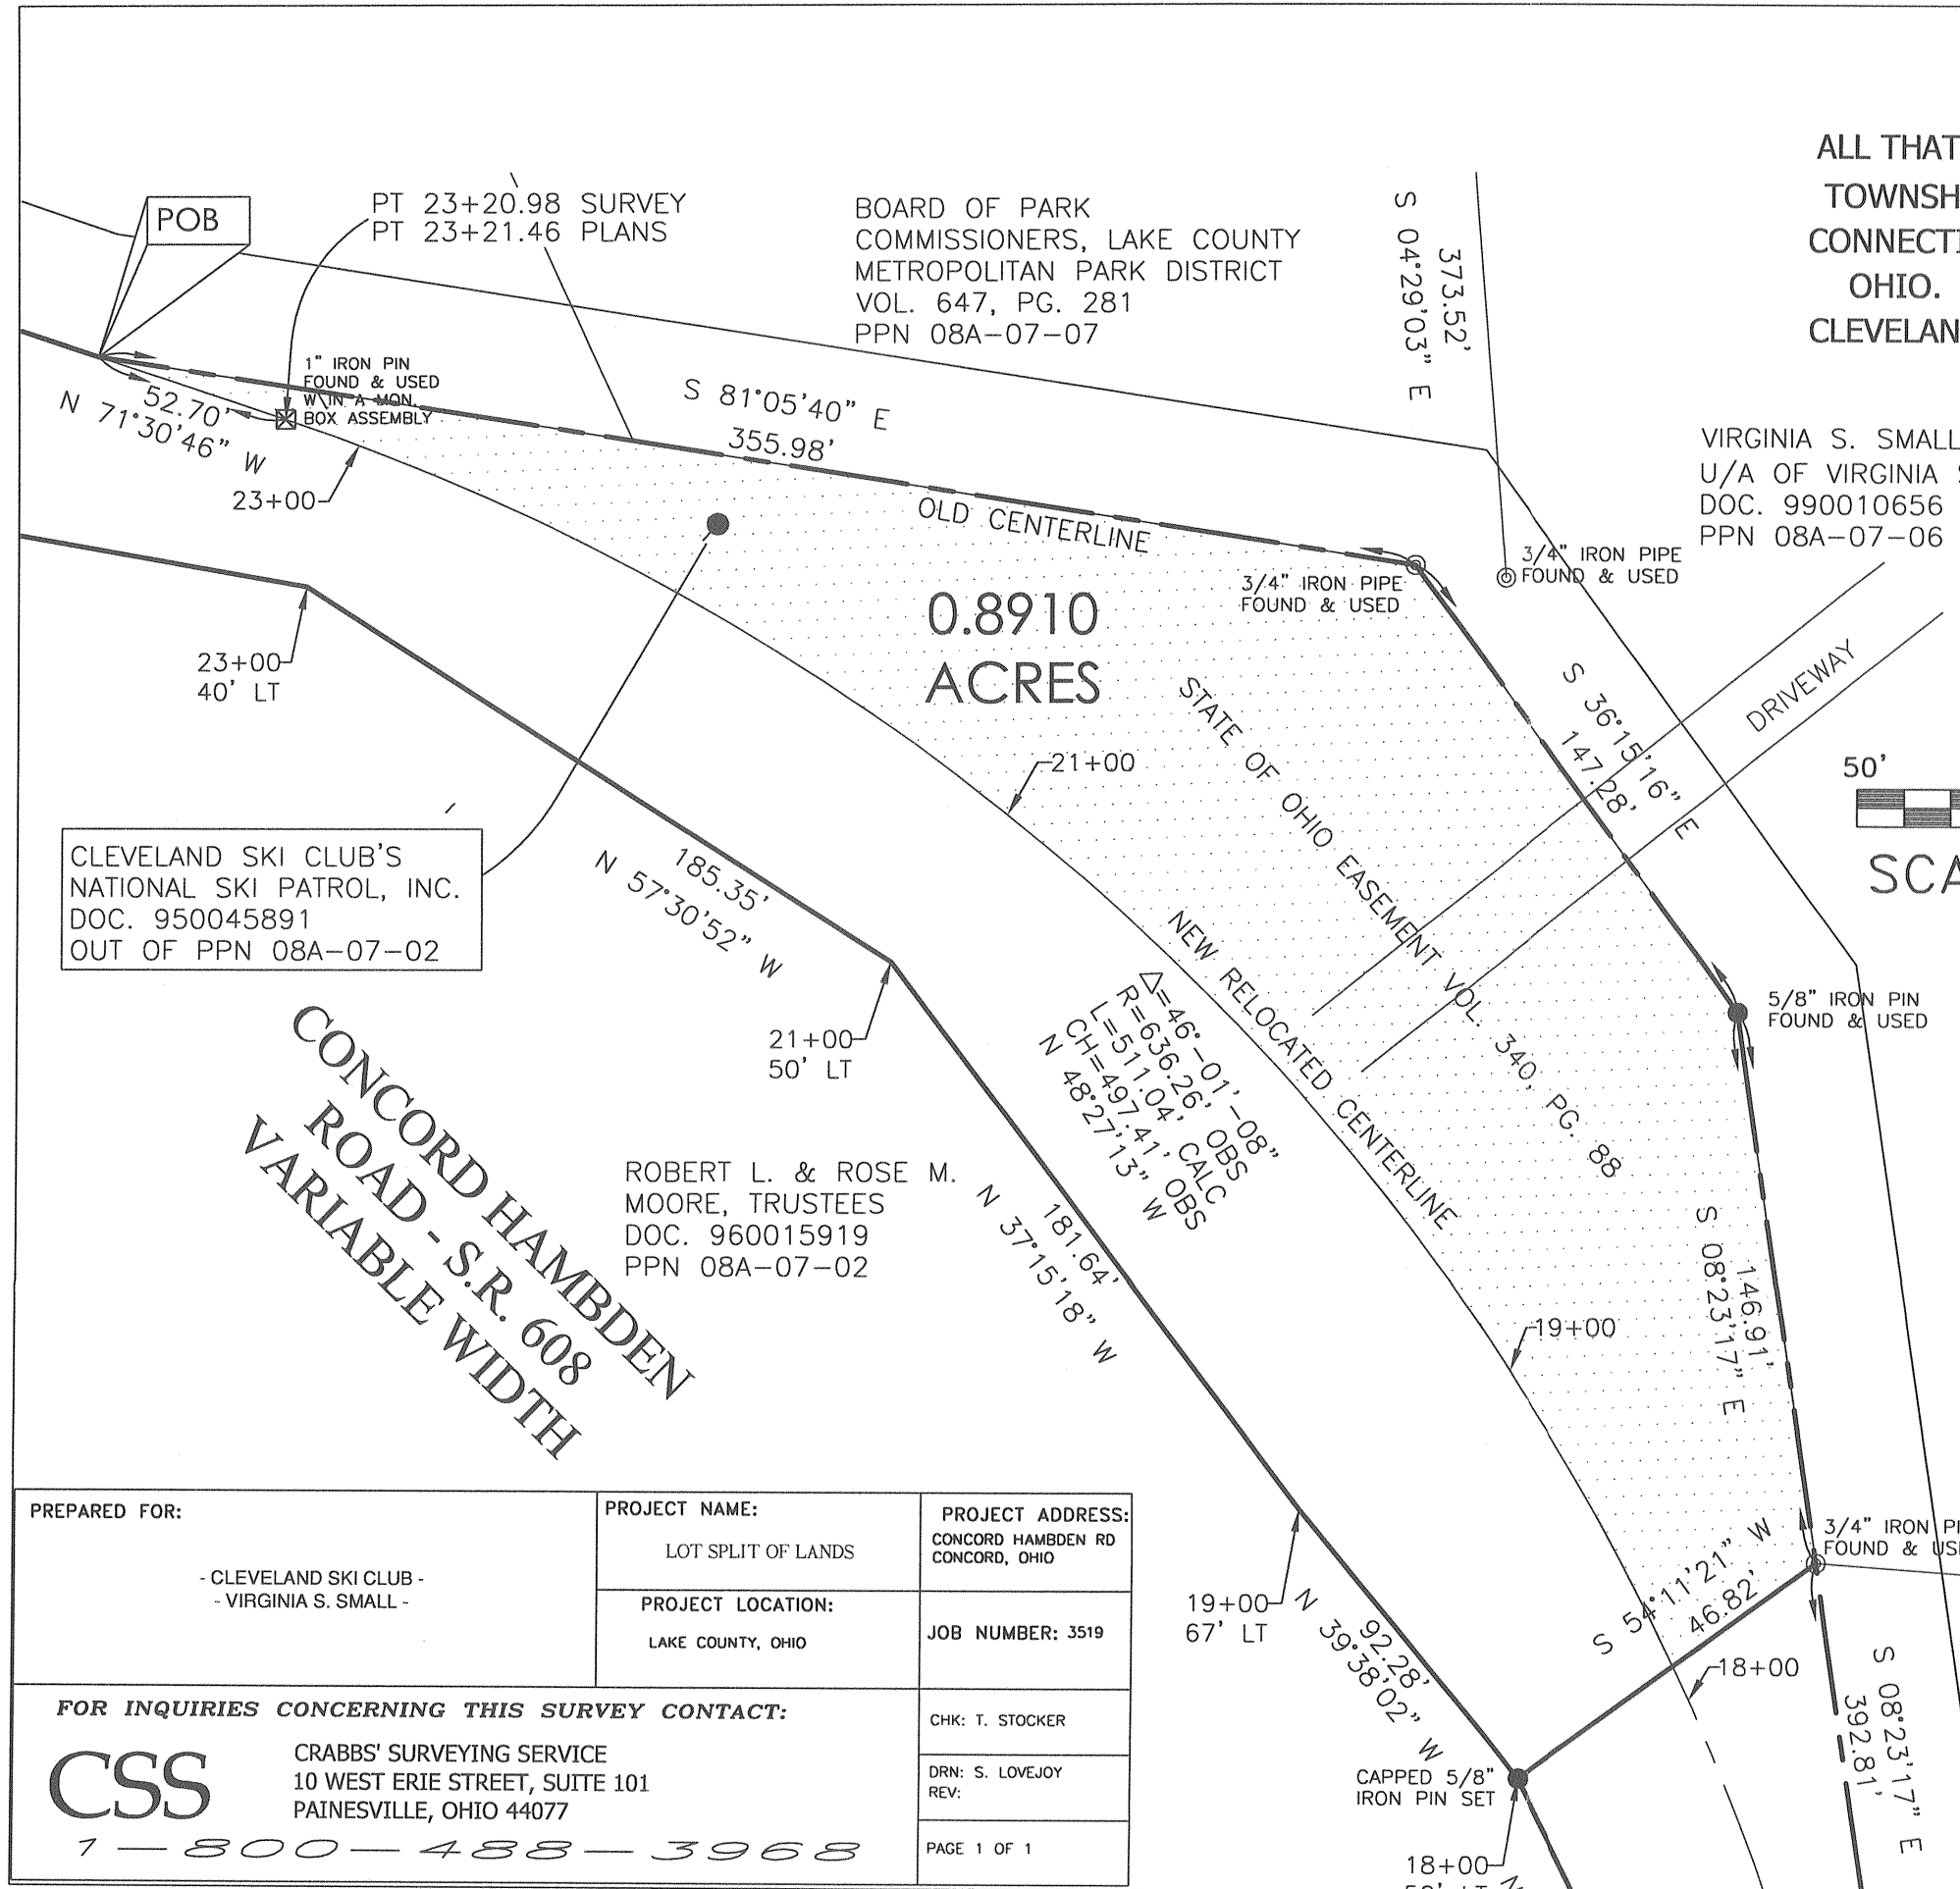 POB
PT 23+20.98 SURVEY
PT 23+21.46 PLANS
BOARD OF PARK
COMMISSIONERS, LAKE COUNTY
METROPOLITAN PARK DISTRICT
VOL. 647, PG. 281
PPN 08A-07-07
S 04°29'03" E
373.52'
ALL THAT
TOWNSH
CONNECTI
OHIO.
CLEVELAN
1" IRON PIN
FOUND & USED
W\IN A MON.
BOX ASSEMBLY
52.70'
N 71°30'46" W
23+00
S 81°05'40" E
355.98'
OLD CENTERLINE
VIRGINIA S. SMALL
U/A OF VIRGINIA S
DOC. 990010656
PPN 08A-07-06
3/4" IRON PIPE
FOUND & USED
3/4" IRON PIPE
FOUND & USED
0.8910
ACRES
23+00
40' LT
S 36°15'16" E
147.28'
DRIVEWAY
50'
SCA
STATE OF OHIO EASEMENT VOL. 340, PG. 88
21+00
CLEVELAND SKI CLUB'S
NATIONAL SKI PATROL, INC.
DOC. 950045891
OUT OF PPN 08A-07-02
185.35'
N 57°30'52" W
21+00
50' LT
NEW RELOCATED CENTERLINE
Δ=46°-01'-08"
R=636.26' OBS
L=511.04' CALC
CH=497.41' OBS
N 48°27'13" W
5/8" IRON PIN
FOUND & USED
CONCORD HAMBDEN
ROAD - S.R. 608
VARIABLE WIDTH
ROBERT L. & ROSE M.
MOORE, TRUSTEES
DOC. 960015919
PPN 08A-07-02
181.64'
N 37°15'18" W
146.91'
S 08°23'17" E
19+00
3/4" IRON PI
FOUND & USE
S 54°11'21" W
46.82'
19+00
67' LT
92.28'
N 39°38'02" W
18+00
S 08°23'17" E
392.81'
CAPPED 5/8"
IRON PIN SET
18+00
PREPARED FOR:
- CLEVELAND SKI CLUB -
- VIRGINIA S. SMALL -
PROJECT NAME:
LOT SPLIT OF LANDS
PROJECT ADDRESS:
CONCORD HAMBDEN RD
CONCORD, OHIO
PROJECT LOCATION:
LAKE COUNTY, OHIO
JOB NUMBER: 3519
FOR INQUIRIES CONCERNING THIS SURVEY CONTACT:
CSS
CRABBS' SURVEYING SERVICE
10 WEST ERIE STREET, SUITE 101
PAINESVILLE, OHIO 44077
1-800-488-3968
CHK: T. STOCKER
DRN: S. LOVEJOY
REV:
PAGE 1 OF 1